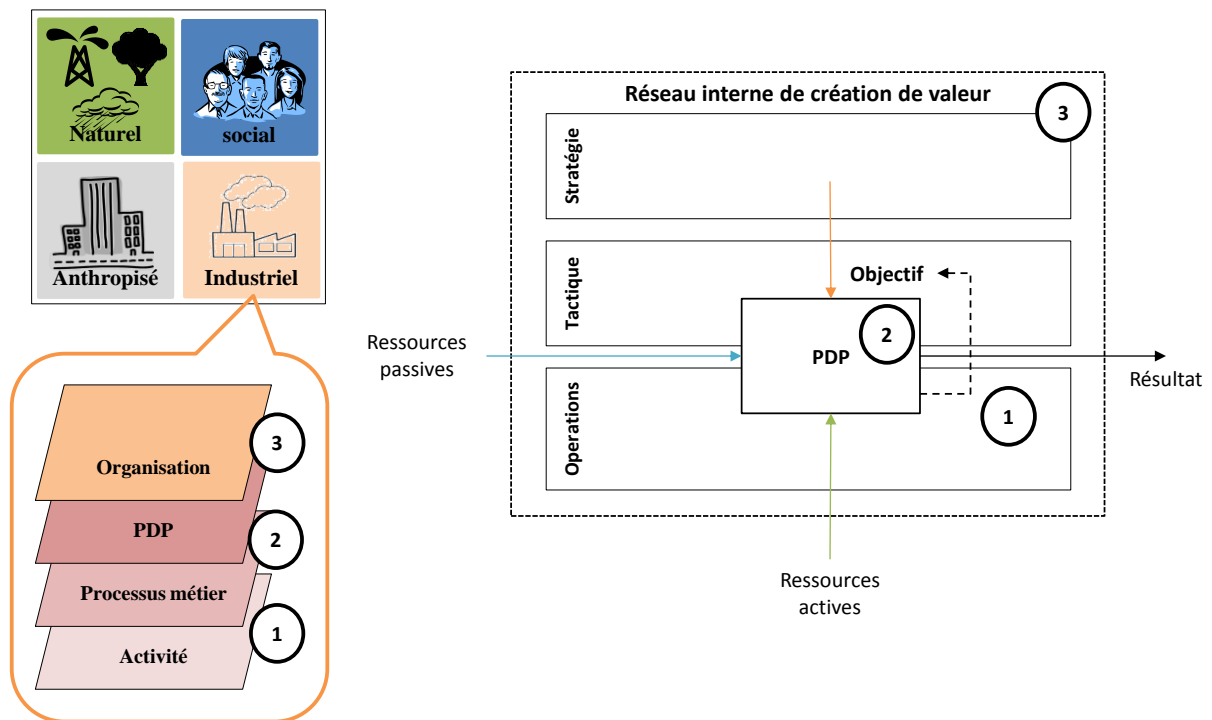 Naturel
social
Anthropisé
Industriel
Organisation
3
PDP
2
Processus métier
1
Activité
Réseau interne de création de valeur
3
Stratégie
Tactique
Objectif
2
PDP
Ressources
passives
Résultat
1
Operations
Ressources
actives